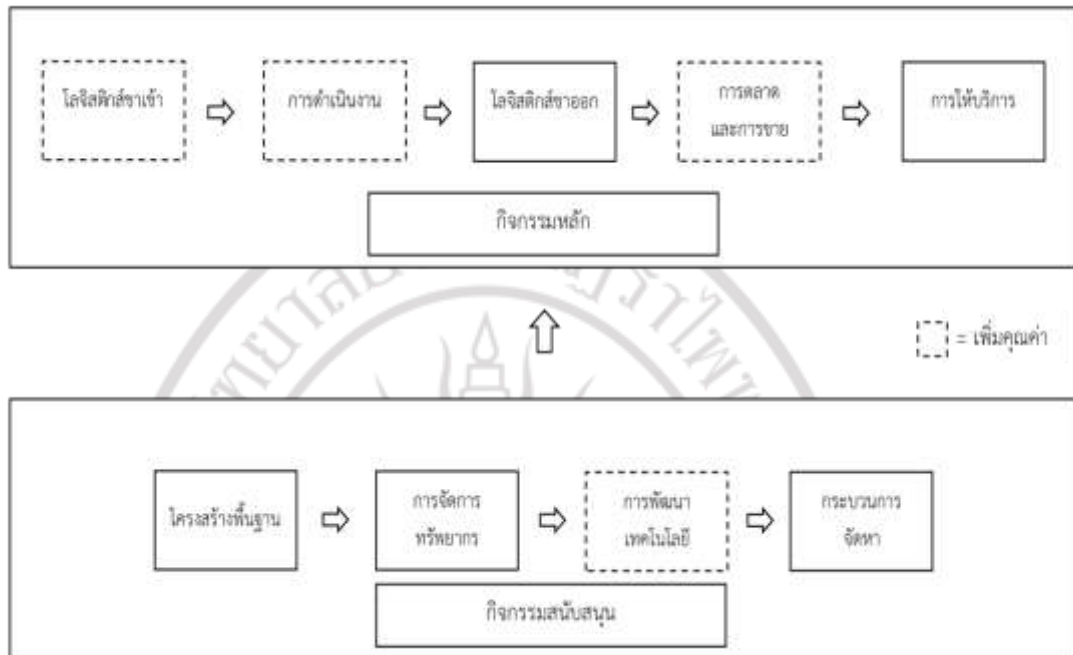 โลจิสติกส์ขาเข้า
การดำเนินงาน
โลจิสติกส์ขาออก
การตลาด
และการขาย
การให้บริการ
กิจกรรมหลัก
= เพิ่มคุณค่า
โครงสร้างพื้นฐาน
การจัดการ
ทรัพยากร
การพัฒนา
เทคโนโลยี
กระบวนการ
จัดหา
กิจกรรมสนับสนุน